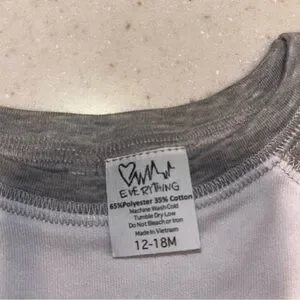 EVERYTHING
65%Polyester 35% Cotton
Machine Wash Cold
Tumble Dry Low
Do Not Bleach or Iron
Made in Vietnam
12-18M